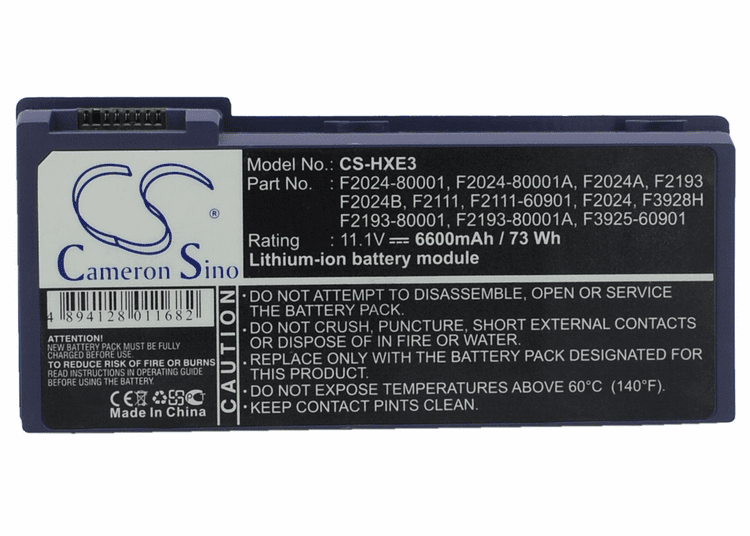 CS
®
Cameron Sino
4 894128 011682
ATTENTION!
NEW BATTERY PACK MUST BE FULLY
CHARGED BEFORE USE.
TO REDUCE RISK OF FIRE OR BURNS
READ INSTRUCTIONS IN OPERATING GUIDE
BEFORE USING.
CE
Made In China
Model No.: CS-HXE3
Part No. : F2024-80001, F2024-80001A, F2024A, F2193
F2024B, F2111, F2111-60901, F2024, F3928H
F2193-80001, F2193-80001A, F3925-60901
Rating : 11.1V 6600mAh / 73 Wh
Lithium-ion battery module
CAUTION
•DO NOT ATTEMPT TO DISASSEMBLE, OPEN OR SERVICE
THE BATTERY PACK.
•DO NOT CRUSH, PUNCTURE, SHORT EXTERNAL CONTACTS
OR DISPOSE OF IN FIRE OR WATER.
•REPLACE ONLY WITH THE BATTERY PACK DESIGNATED FOR
THIS PRODUCT.
•DO NOT EXPOSE TEMPERATURES ABOVE 60°C (140°F).
•KEEP CONTACT PINTS CLEAN.